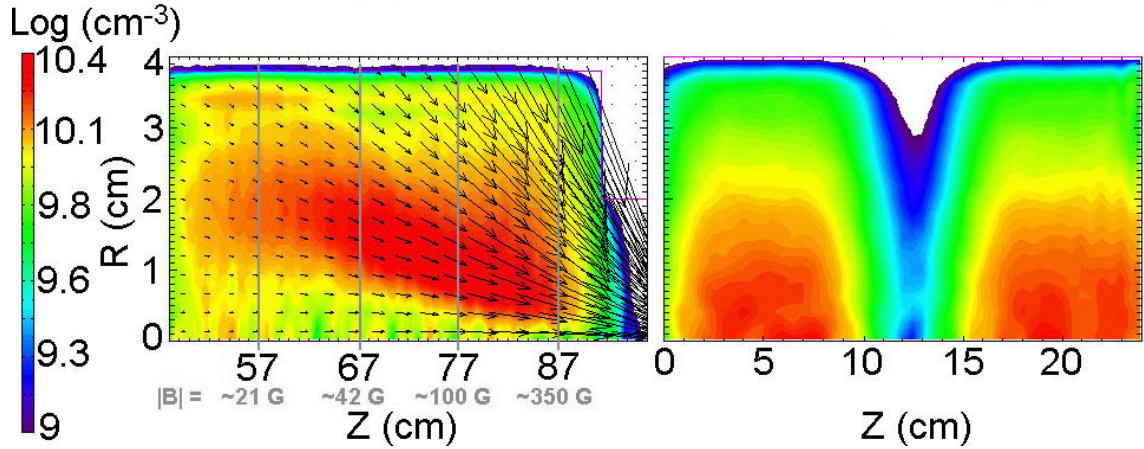 Log (cm-3)
10.4
10.1
9.8
9.6
9.3
9
R (cm)
4
3
2
1
0
57 67 77 87
|B| = ~21 G ~42 G ~100 G ~350 G
Z (cm)
0 5 10 15 20
Z (cm)